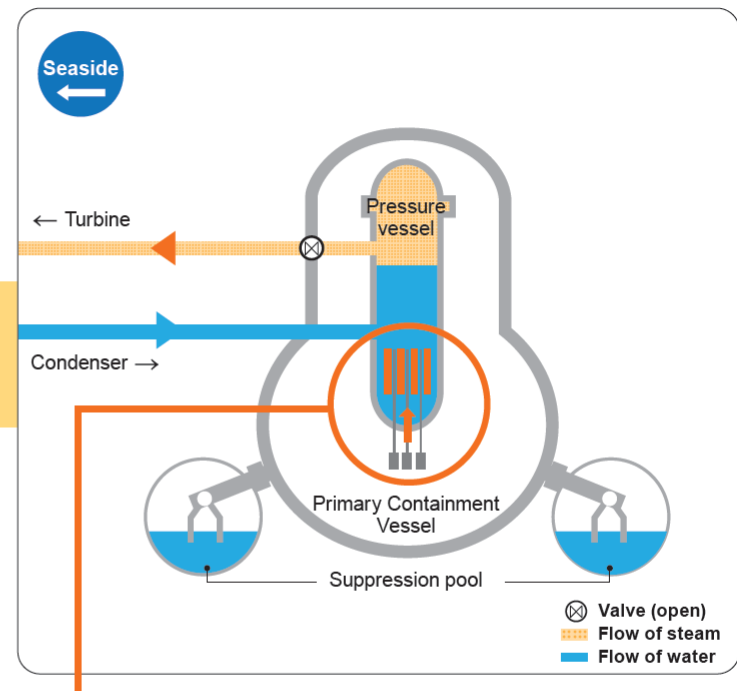 Seaside
←
Pressure
vessel
← Turbine
Condenser →
Primary Containment
Vessel
Suppression pool
Valve (open)
Flow of steam
Flow of water